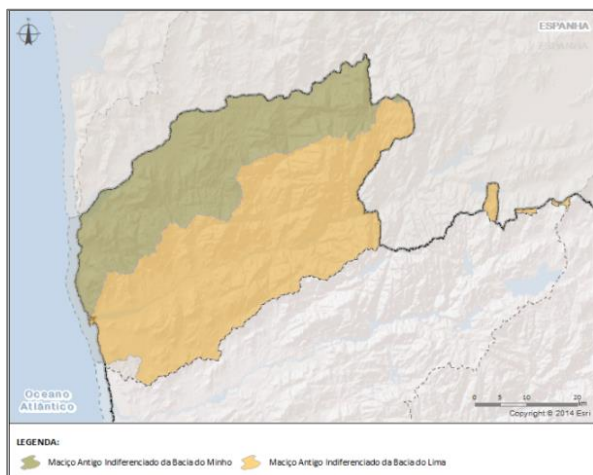 ESPANHA
ESPANHA
Oceano
Atlântico
0 5 10 20
Copyright © 2014 Esri
LEGENDA:
Maciço Antigo Indiferenciado da Bacia do Minho Maciço Antigo Indiferenciado da Bacia do Lima